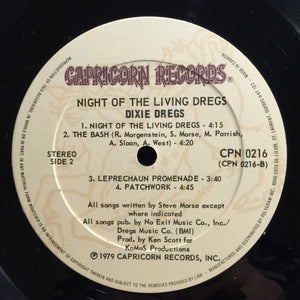 CAPRICORN RECORDS®
NIGHT OF THE LIVING DREGS
DIXIE DREGS
1. NIGHT OF THE LIVING DREGS - 4:15
2. THE BASH (R. Morgenstein, S. Morse, M. Parrish,
A. Sloan, A. West) - 4:20
STEREO
SIDE 2
CPN 0216
(CPN 0216-B)
3. LEPRECHAUN PROMENADE - 3:40
4. PATCHWORK - 4:45
All songs written by Steve Morse except
where indicated
All songs pub. by No Exit Music Co., Inc./
Dregs Music Co. (BMI)
Prod. by Ken Scott for
KoMoS Productions
℗1979 CAPRICORN RECORDS, INC.